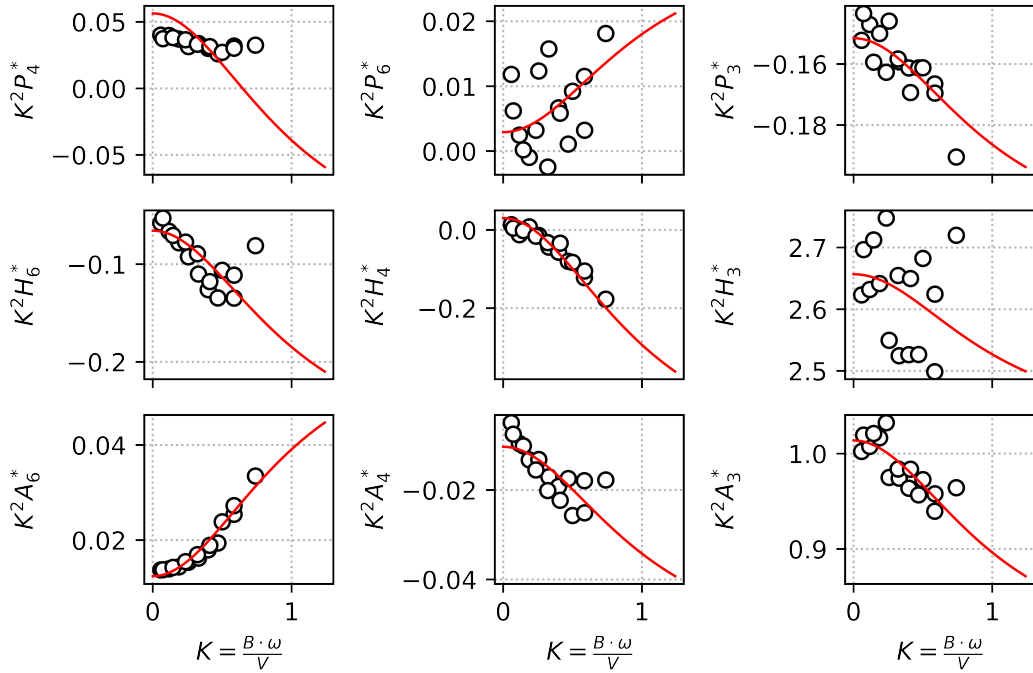 0.05
0.00
−0.05
K²P₄*
0.02
0.01
0.00
K²P₆*
−0.16
−0.18
K²P₃*
−0.1
−0.2
K²H₆*
0.0
−0.2
K²H₄*
2.7
2.6
2.5
K²H₃*
0.04
0.02
K²A₆*
−0.02
−0.04
K²A₄*
1.0
0.9
K²A₃*
0 1
0 1
0 1
K = B · ω / V
K = B · ω / V
K = B · ω / V